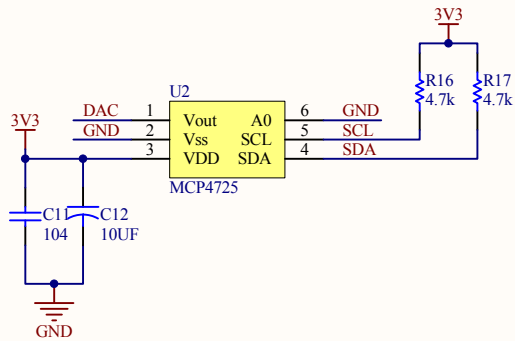 3V3
R16
4.7k
R17
4.7k
U2
DAC 1 Vout A0 6 GND
GND 2 Vss SCL 5 SCL
3 VDD SDA 4 SDA
MCP4725
3V3
C11
104
C12
10UF
GND